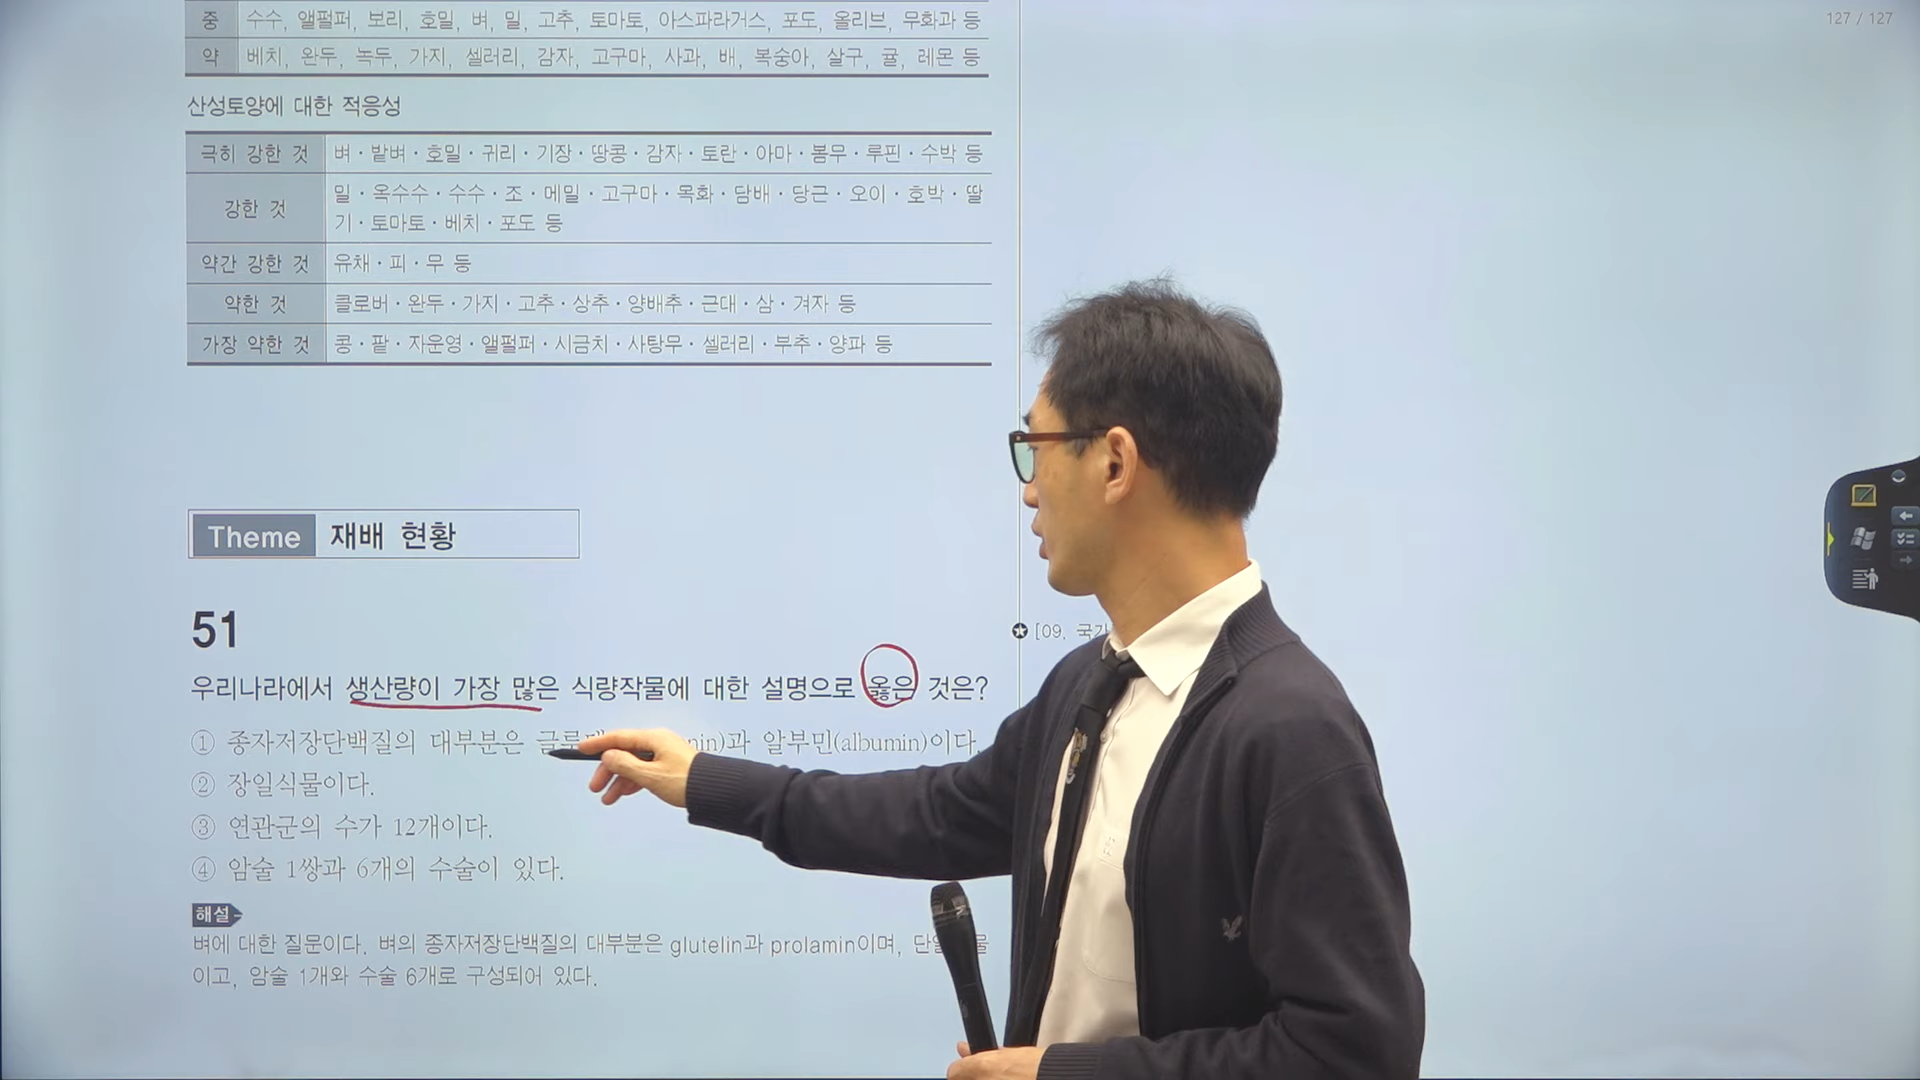 127 / 127
중 수수, 앨펄퍼, 보리, 호밀, 벼, 밀, 고추, 토마토, 아스파라거스, 포도, 올리브, 무화과 등
약 베치, 완두, 녹두, 가지, 셀러리, 감자, 고구마, 사과, 배, 복숭아, 살구, 귤, 레몬 등
산성토양에 대한 적응성
극히 강한 것 벼·밭벼·호밀·귀리·기장·땅콩·감자·토란·아마·봄무·루핀·수박 등
강한 것 밀·옥수수·수수·조·메밀·고구마·목화·담배·당근·오이·호박·딸
기·토마토·베치·포도 등
약간 강한 것 유채·피·무 등
약한 것 클로버·완두·가지·고추·상추·양배추·근대·삼·겨자 등
가장 약한 것 콩·팥·자운영·앨펄퍼·시금치·사탕무·셀러리·부추·양파 등
Theme 재배 현황
51
[09. 국가
우리나라에서 생산량이 가장 많은 식량작물에 대한 설명으로 옳은 것은?
① 종자저장단백질의 대부분은 nin)과 알부민(albumin)이다.
② 장일식물이다.
③ 연관군의 수가 12개이다.
④ 암술 1쌍과 6개의 수술이 있다.
해설
벼에 대한 질문이다. 벼의 종자저장단백질의 대부분은 glutelin과 prolamin이며,
이고, 암술 1개와 수술 6개로 구성되어 있다.